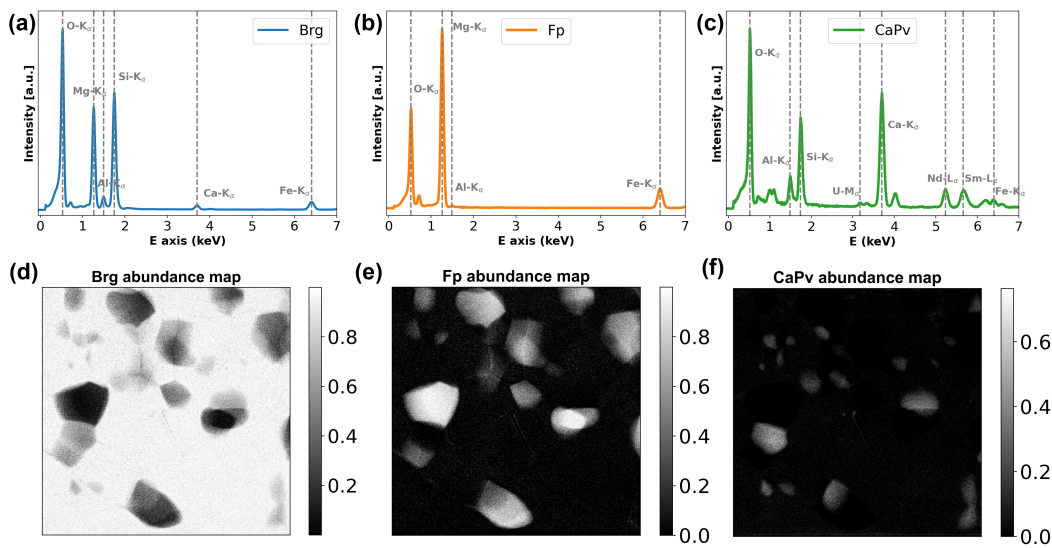 (a)
O-Kα
Mg-Kα
Al-Kα
Si-Kα
Ca-Kα
Fe-Kα
Brg
Intensity [a.u.]
0 1 2 3 4 5 6 7
E axis (keV)
(b)
O-Kα
Mg-Kα
Al-Kα
Fe-Kα
Fp
Intensity [a.u.]
0 1 2 3 4 5 6 7
E axis (keV)
(c)
O-Kα
Al-Kα
Si-Kα
U-Mα
Ca-Kα
Nd-Lα
Sm-Lα
Fe-Kα
CaPv
Intensity [a.u.]
0 1 2 3 4 5 6 7
E (keV)
(d)
Brg abundance map
0.8
0.6
0.4
0.2
(e)
Fp abundance map
0.8
0.6
0.4
0.2
0.0
(f)
CaPv abundance map
0.6
0.4
0.2
0.0